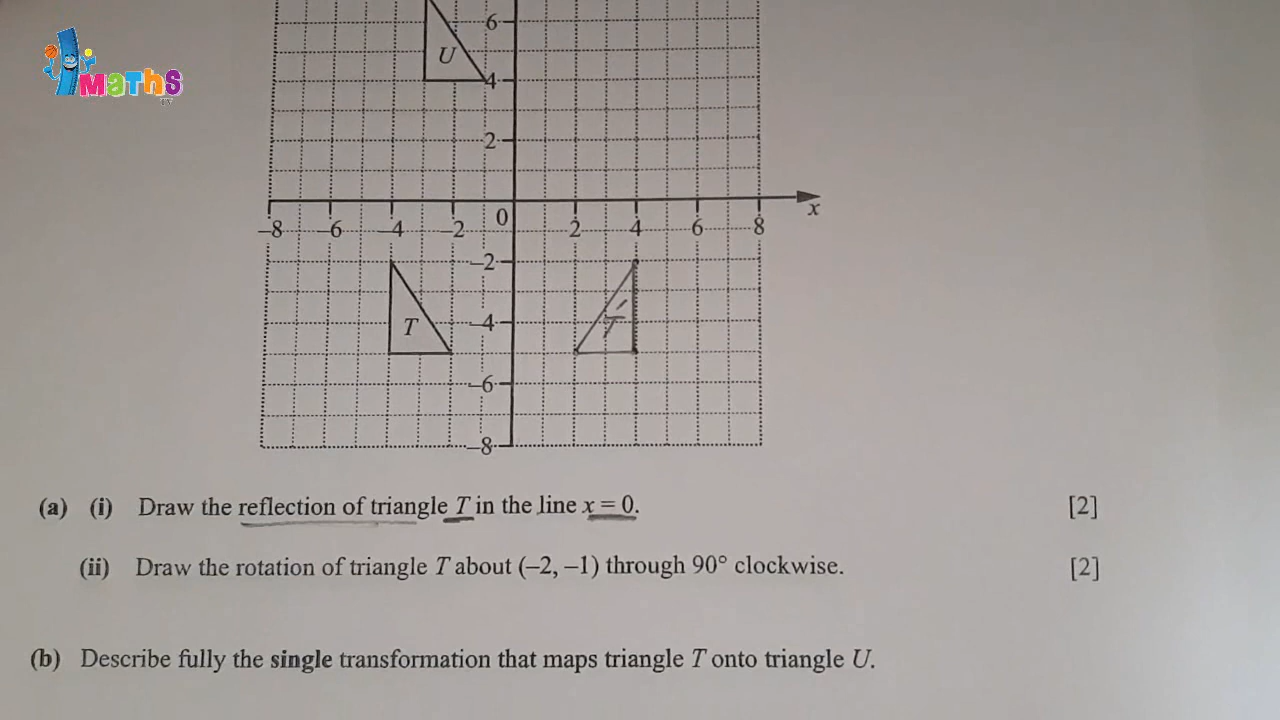 MaTHS
TV
6
U
4
2
0
x
–8 –6 –4 –2 2 4 6 8
–2
T
–4
T'
–6
–8
(a) (i) Draw the reflection of triangle T in the line x = 0. [2]
(ii) Draw the rotation of triangle T about (–2, –1) through 90° clockwise. [2]
(b) Describe fully the single transformation that maps triangle T onto triangle U.